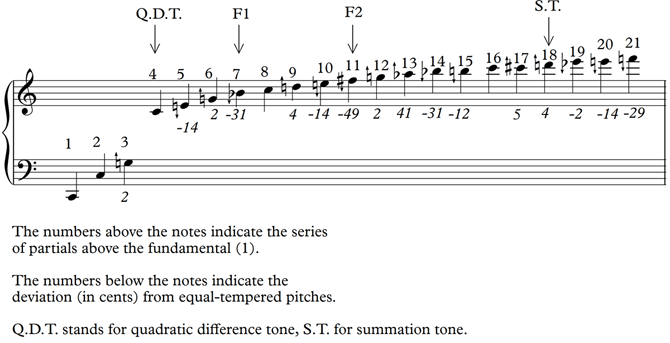 Q.D.T. F1 F2 S.T.
4 5 6 7 8 9 10 11 12 13 14 15 16 17 18 19 20 21
-14 2 -31 4 -14 -49 2 41 -31 -12 5 4 -2 -14 -29
1 2 3
2
The numbers above the notes indicate the series
of partials above the fundamental (1).
The numbers below the notes indicate the
deviation (in cents) from equal-tempered pitches.
Q.D.T. stands for quadratic difference tone, S.T. for summation tone.